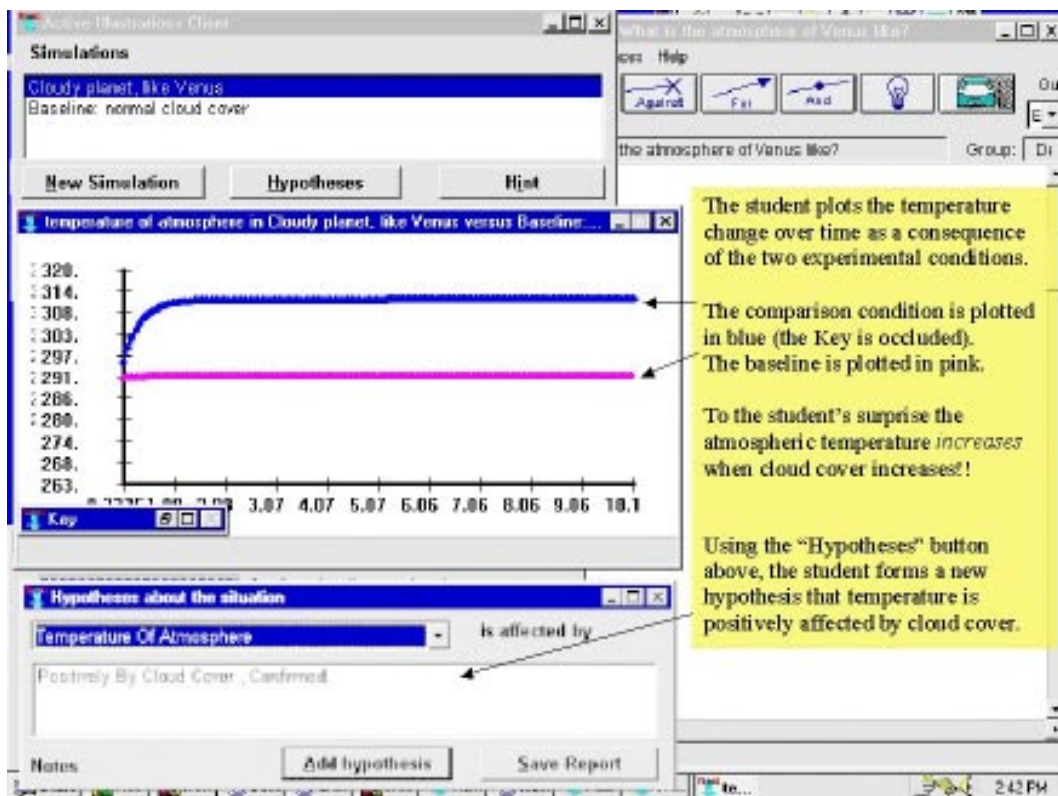 Active Illustrations Client
Simulations
Cloudy planet, like Venus
Baseline: normal cloud cover
New Simulation
Hypotheses
Hint
What is the atmosphere of Venus like?
Help
Against
For
And
the atmosphere of Venus like?
Group:
temperature of atmosphere in Cloudy planet, like Venus versus Baseline:...
320.
314.
308.
303.
297.
291.
286.
280.
274.
268.
263.
3.07 4.07 5.07 6.06 7.06 8.06 9.06 10.1
Key
The student plots the temperature
change over time as a consequence
of the two experimental conditions.
The comparison condition is plotted
in blue (the Key is occluded).
The baseline is plotted in pink.
To the student's surprise the
atmospheric temperature increases
when cloud cover increases!!
Using the “Hypotheses” button
above, the student forms a new
hypothesis that temperature is
positively affected by cloud cover.
Hypotheses about the situation
Temperature Of Atmosphere
is affected by
Positively By Cloud Cover , Confirmed.
Notes
Add hypothesis
Save Report
te...
2:42 PM